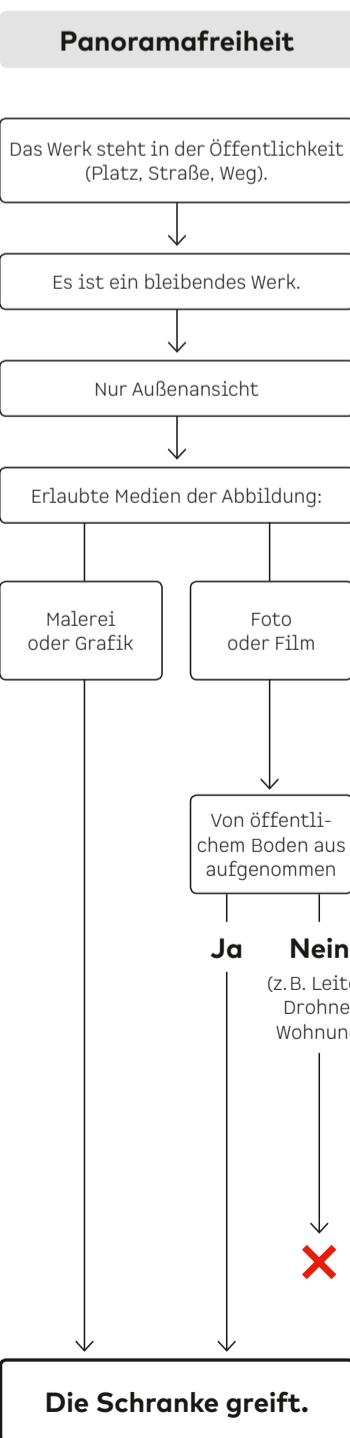 Panoramafreiheit
Das Werk steht in der Öffentlichkeit
(Platz, Straße, Weg).
Es ist ein bleibendes Werk.
Nur Außenansicht
Erlaubte Medien der Abbildung:
Malerei
oder Grafik
Foto
oder Film
Von öffentli-
chem Boden aus
aufgenommen
Ja
Nein
(z. B.
Die Schranke greift.